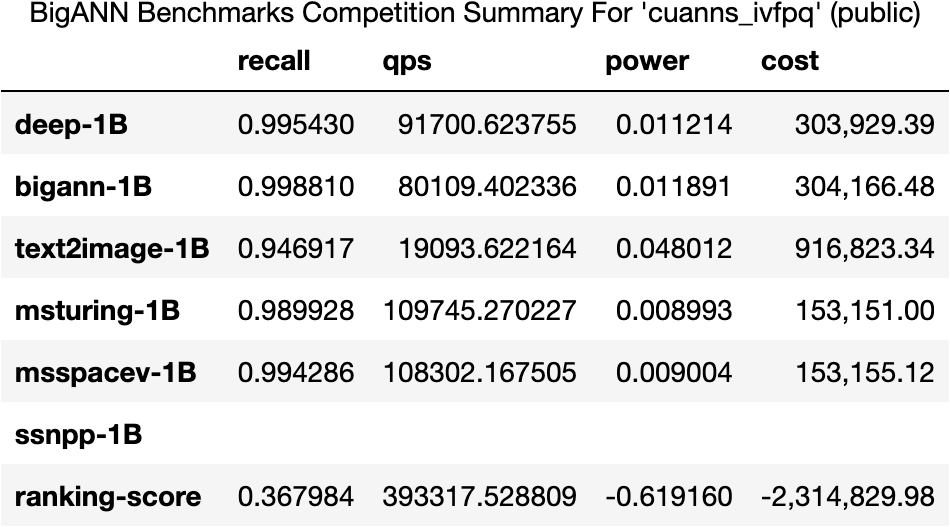 BigANN Benchmarks Competition Summary For 'cuanns_ivfpq' (public)
recall qps power cost
deep-1B 0.995430 91700.623755 0.011214 303,929.39
bigann-1B 0.998810 80109.402336 0.011891 304,166.48
text2image-1B 0.946917 19093.622164 0.048012 916,823.34
msturing-1B 0.989928 109745.270227 0.008993 153,151.00
msspacev-1B 0.994286 108302.167505 0.009004 153,155.12
ssnpp-1B
ranking-score 0.367984 393317.528809 -0.619160 -2,314,829.98